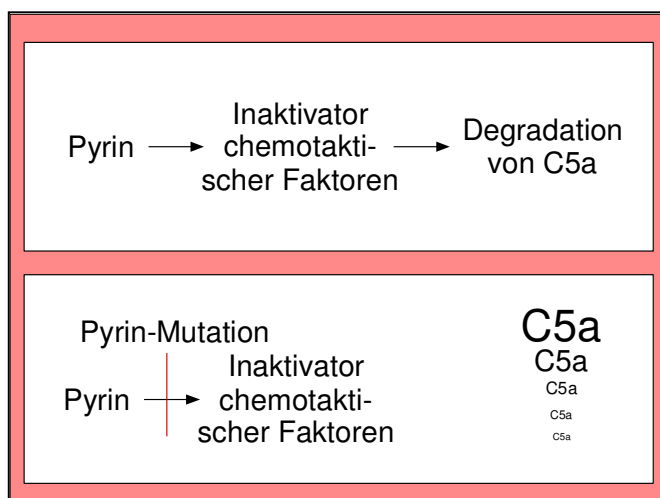 Pyrin
Inaktivator
chemotakti-
scher Faktoren
Degradation
von C5a
Pyrin-Mutation
Pyrin
Inaktivator
chemotakti-
scher Faktoren
C5a
C5a
C5a
C5a
C5a